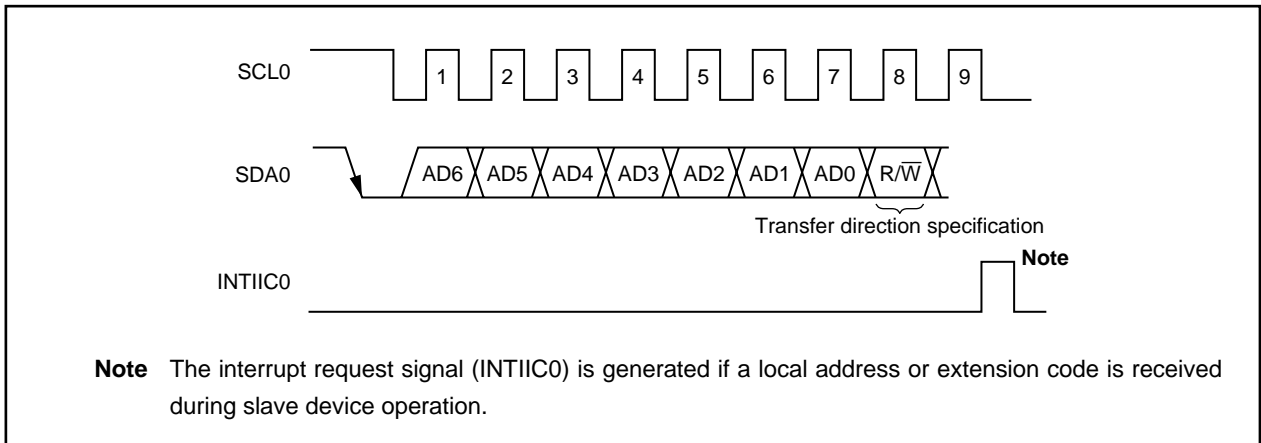 SCL0
1 2 3 4 5 6 7 8 9
SDA0
AD6 AD5 AD4 AD3 AD2 AD1 AD0 R/W̅
Transfer direction specification
INTIIC0
Note
Note The interrupt request signal (INTIIC0) is generated if a local address or extension code is received
during slave device operation.